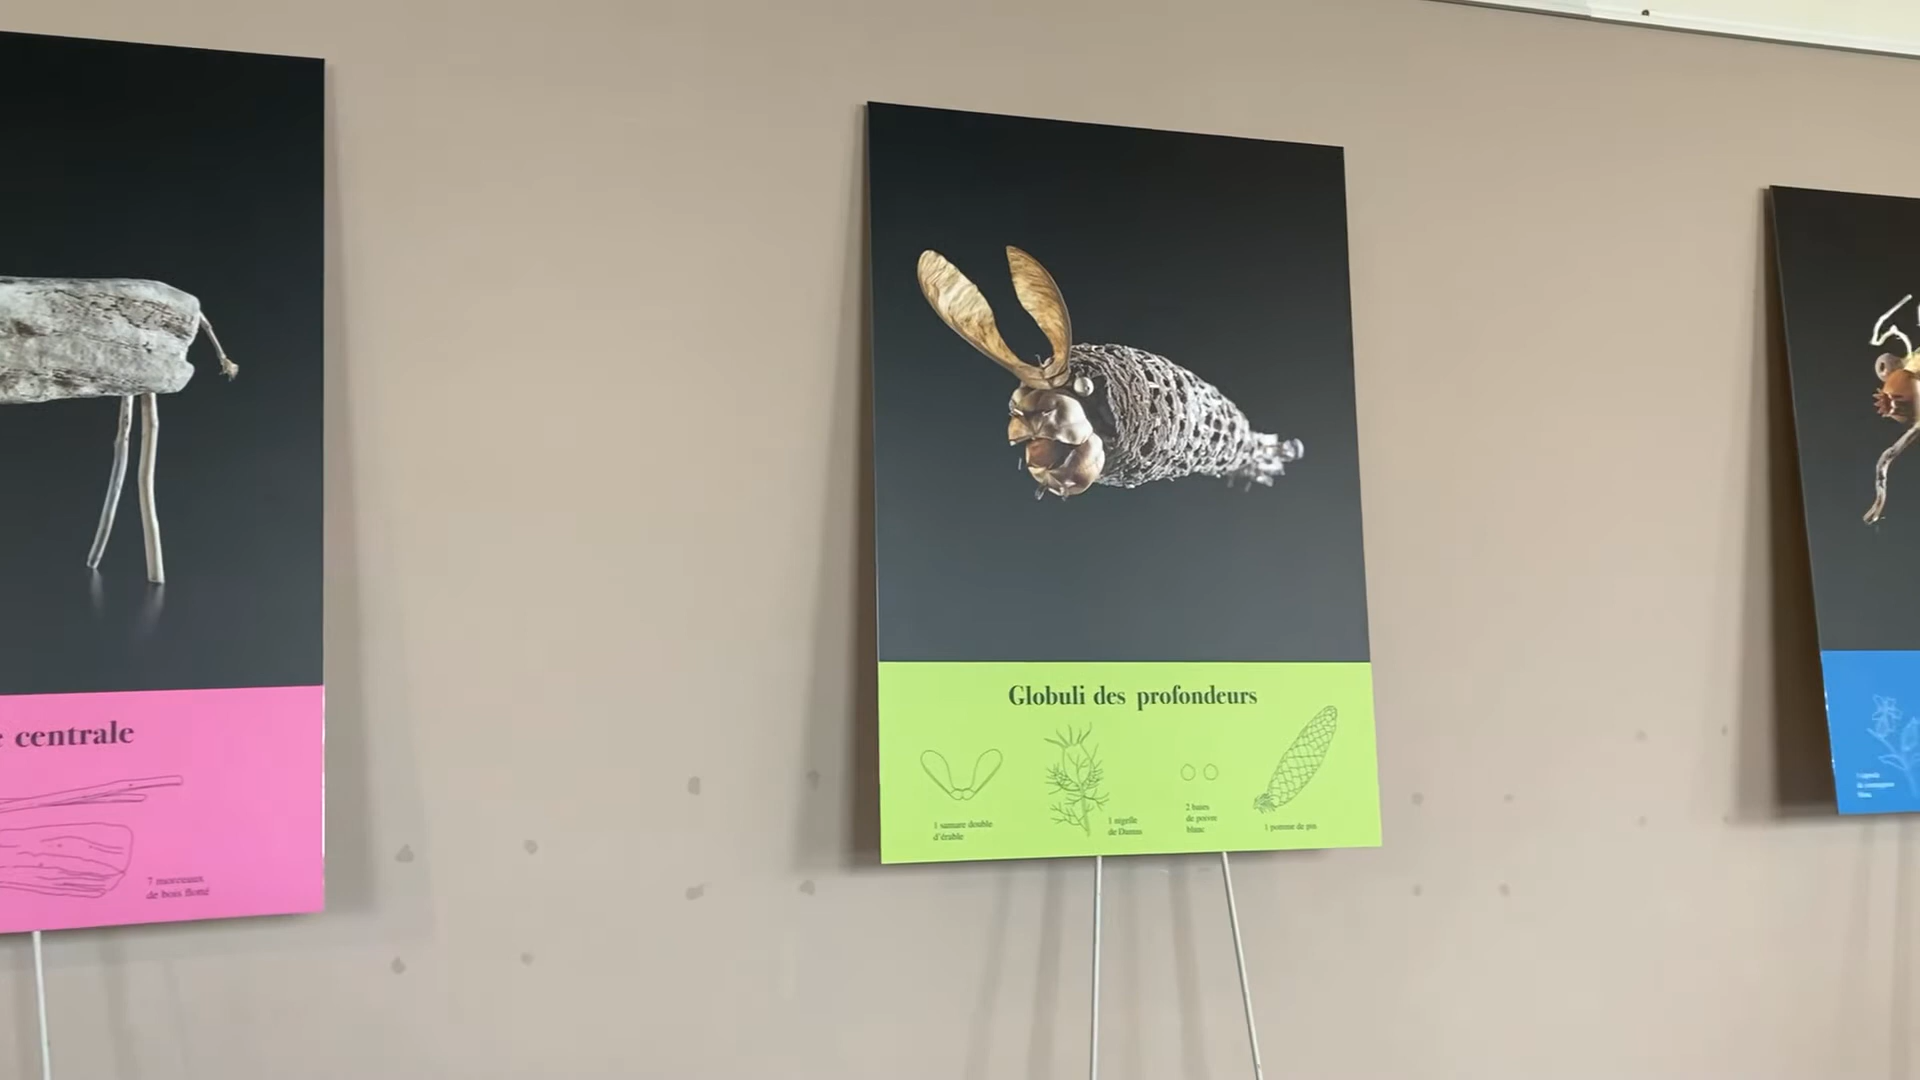 centrale
7 morceaux
de bois flotté
Globuli des profondeurs
1 samare double
d'érable
1 nigelle
de Damas
2 baies
de poivre
blanc
1 pomme de pin